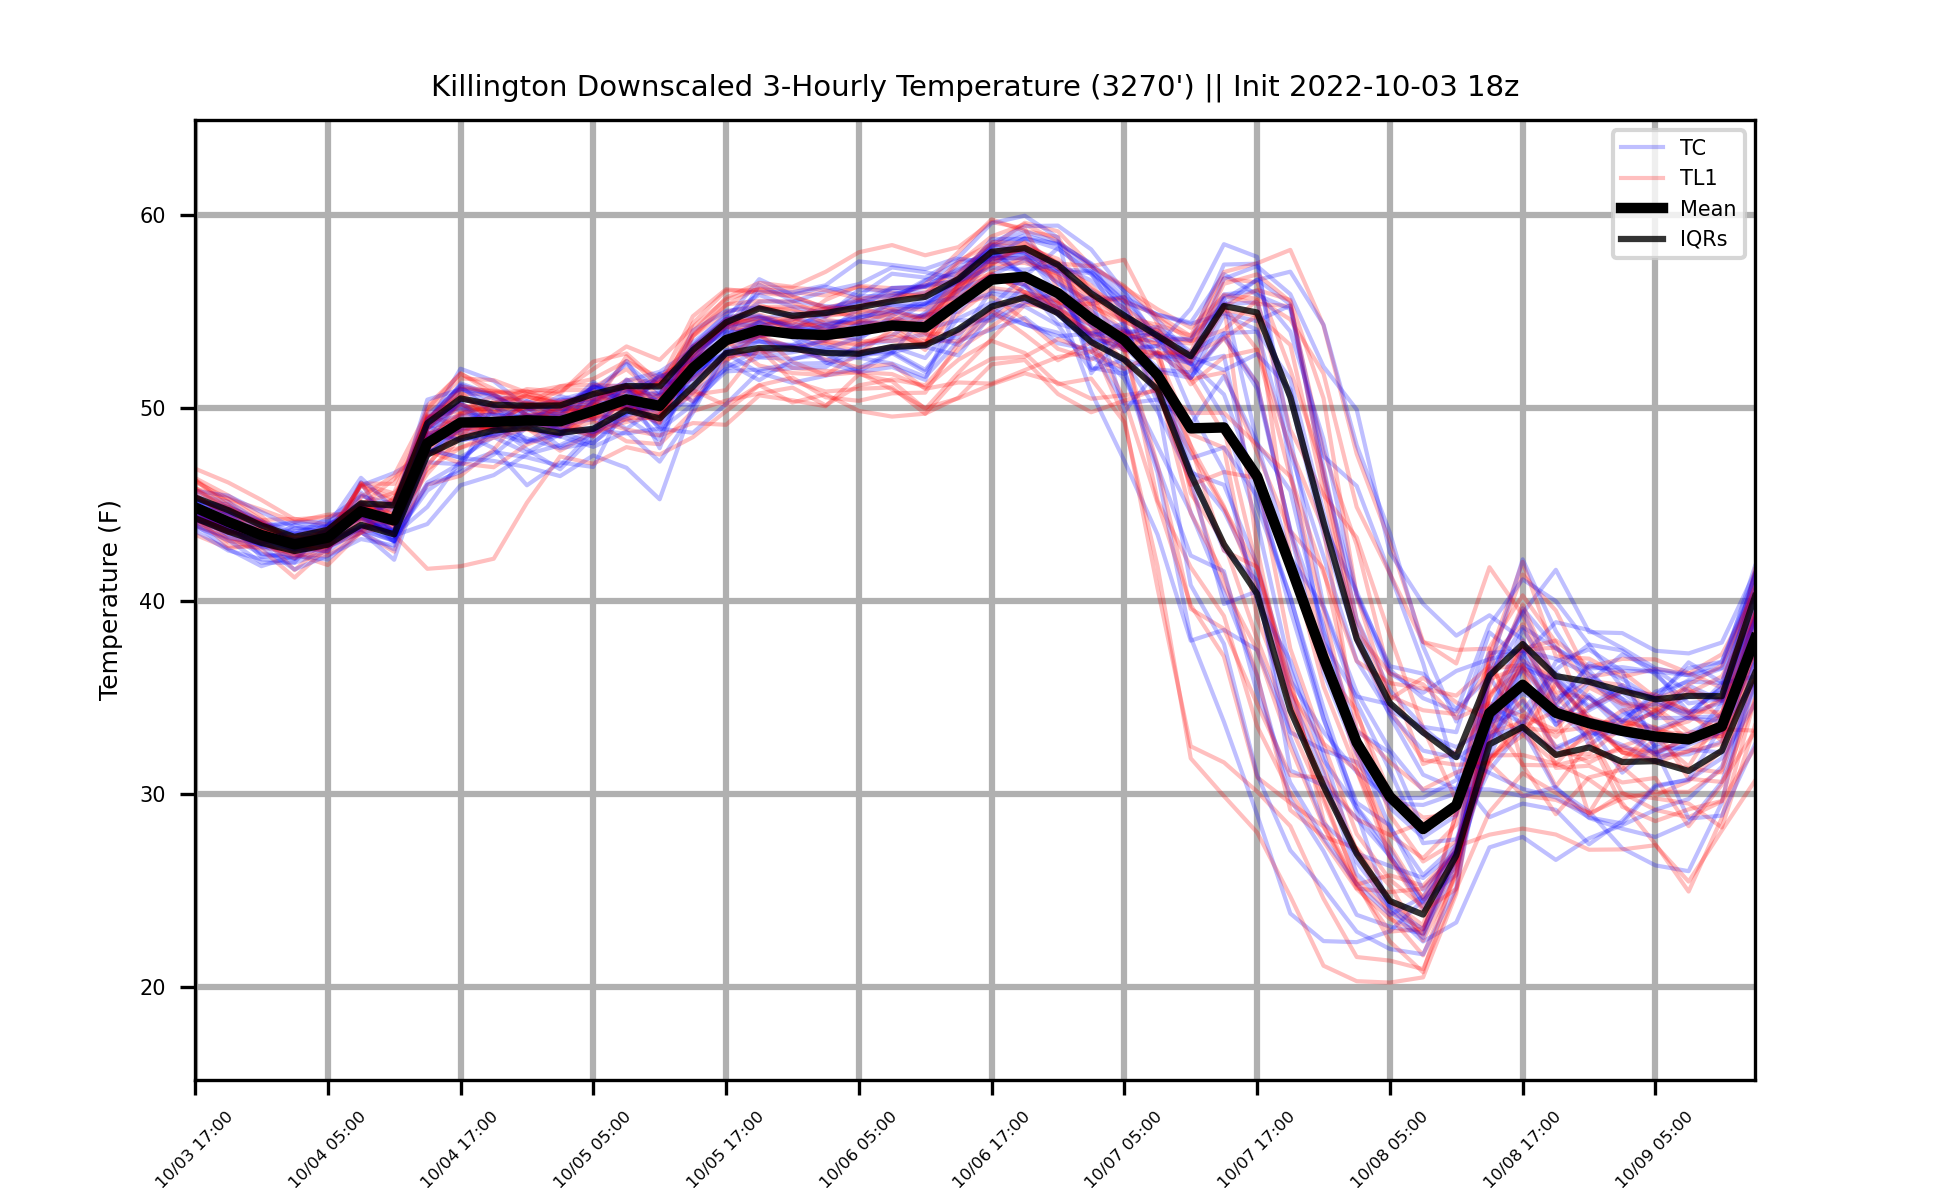 Killington Downscaled 3-Hourly Temperature (3270') || Init 2022-10-03 18z
TC
TL1
Mean
IQRs
Temperature (F)
60
50
40
30
20
10/03 17:00
10/04 05:00
10/04 17:00
10/05 05:00
10/05 17:00
10/06 05:00
10/06 17:00
10/07 05:00
10/07 17:00
10/08 05:00
10/08 17:00
10/09 05:00